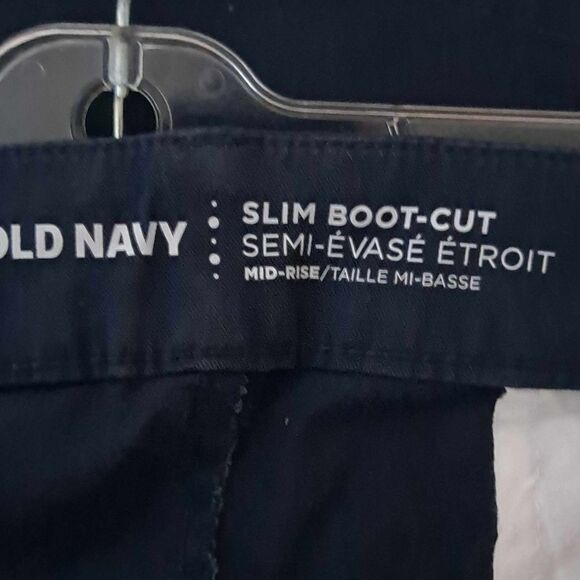 OLD NAVY
SLIM BOOT-CUT
SEMI-ÉVASÉ ÉTROIT
MID-RISE/TAILLE MI-BASSE